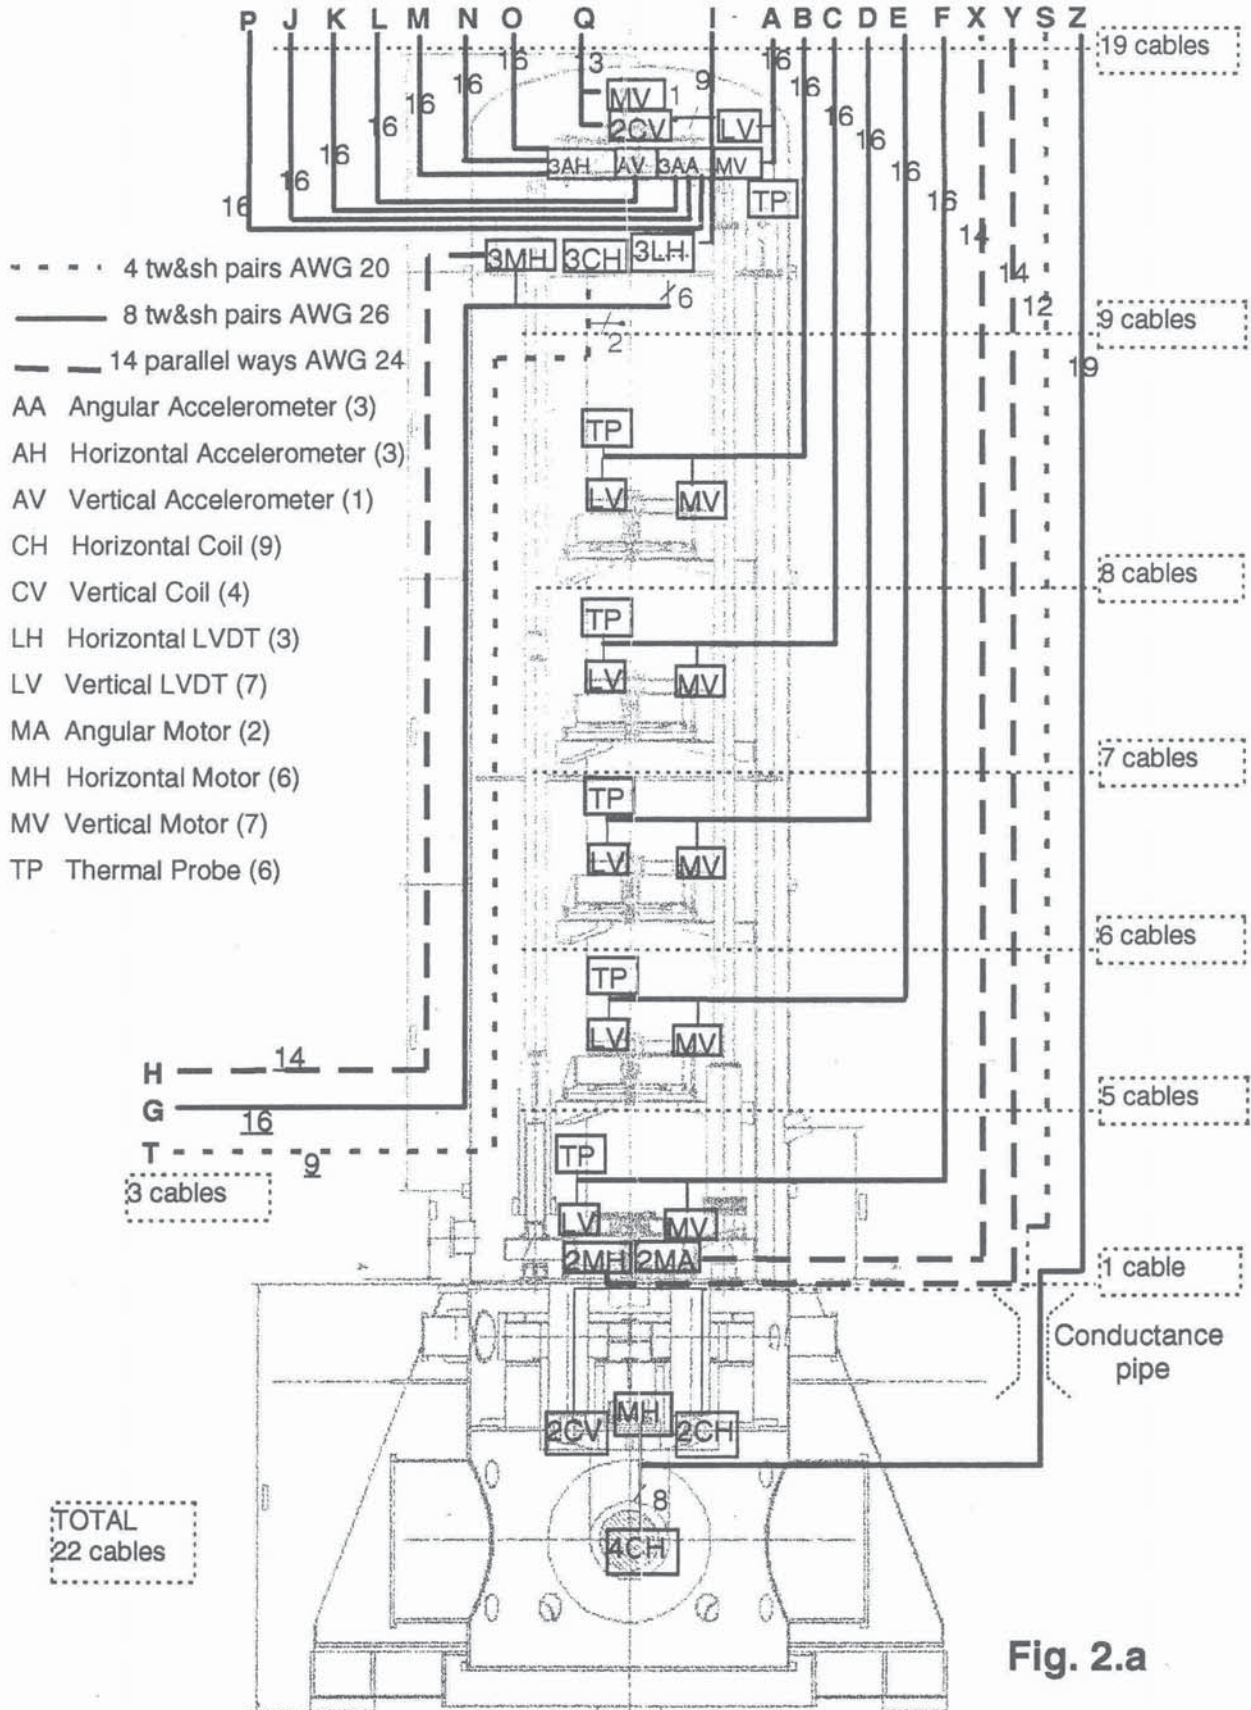 P J K L M N O Q I A B C D E F X Y S Z
19 cables
16 13 16
16 MV 1 9 16
16 2CV LV 16
16 16
16 3AH AV 3AA MV 16
16 TP
16 16
14
3MH 3CH 3LH
4 tw&sh pairs AWG 20
14
6 12
8 tw&sh pairs AWG 26
9 cables
2
14 parallel ways AWG 24
19
AA Angular Accelerometer (3)
TP
AH Horizontal Accelerometer (3)
AV Vertical Accelerometer (1)
LV MV
CH Horizontal Coil (9)
8 cables
CV Vertical Coil (4)
TP
LH Horizontal LVDT (3)
LV Vertical LVDT (7)
LV MV
MA Angular Motor (2)
7 cables
MH Horizontal Motor (6)
TP
MV Vertical Motor (7)
TP Thermal Probe (6)
LV MV
6 cables
TP
LV MV
H 14
5 cables
G 16
T 9
TP
3 cables
LV MV
2MH 2MA
1 cable
Conductance
pipe
MH
2CV 2CH
8
TOTAL
22 cables
4CH
Fig. 2.a